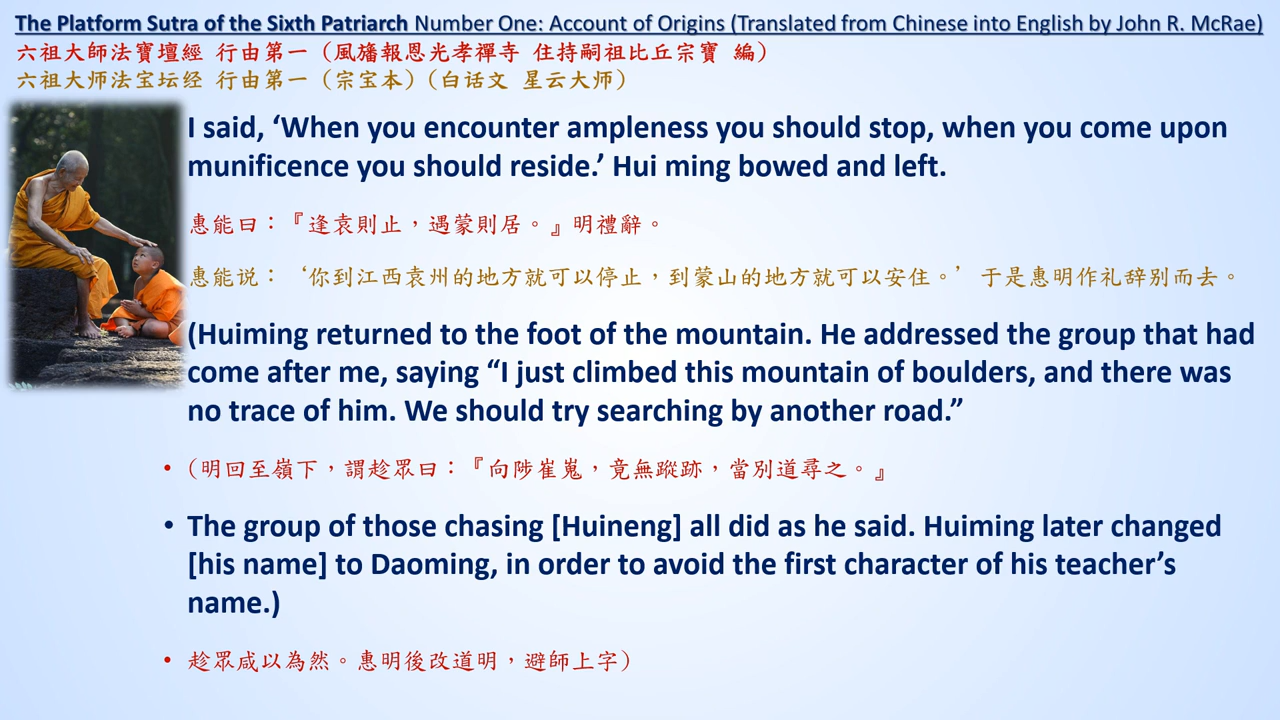 The Platform Sutra of the Sixth Patriarch Number One: Account of Origins (Translated from Chinese into English by John R. McRae)
六祖大師法寶壇經 行由第一 (風旛報恩光孝禪寺 住持嗣祖比丘宗寶 編)
六祖大师法宝坛经 行由第一 (宗宝本) (白话文 星云大师)
I said, ‘When you encounter ampleness you should stop, when you come upon
munificence you should reside.’ Hui ming bowed and left.
惠能曰：『逢袁則止，遇蒙則居。』明禮辭。
惠能说：‘你到江西袁州的地方就可以停止，到蒙山的地方就可以安住。’于是惠明作礼辞别而去。
(Huiming returned to the foot of the mountain. He addressed the group that had
come after me, saying “I just climbed this mountain of boulders, and there was
no trace of him. We should try searching by another road.”
• (明回至嶺下，謂趁眾曰：『向陟崔嵬，竟無蹤跡，當別道尋之。』
• The group of those chasing [Huineng] all did as he said. Huiming later changed
[his name] to Daoming, in order to avoid the first character of his teacher’s
name.)
• 趁眾咸以為然。惠明後改道明，避師上字)